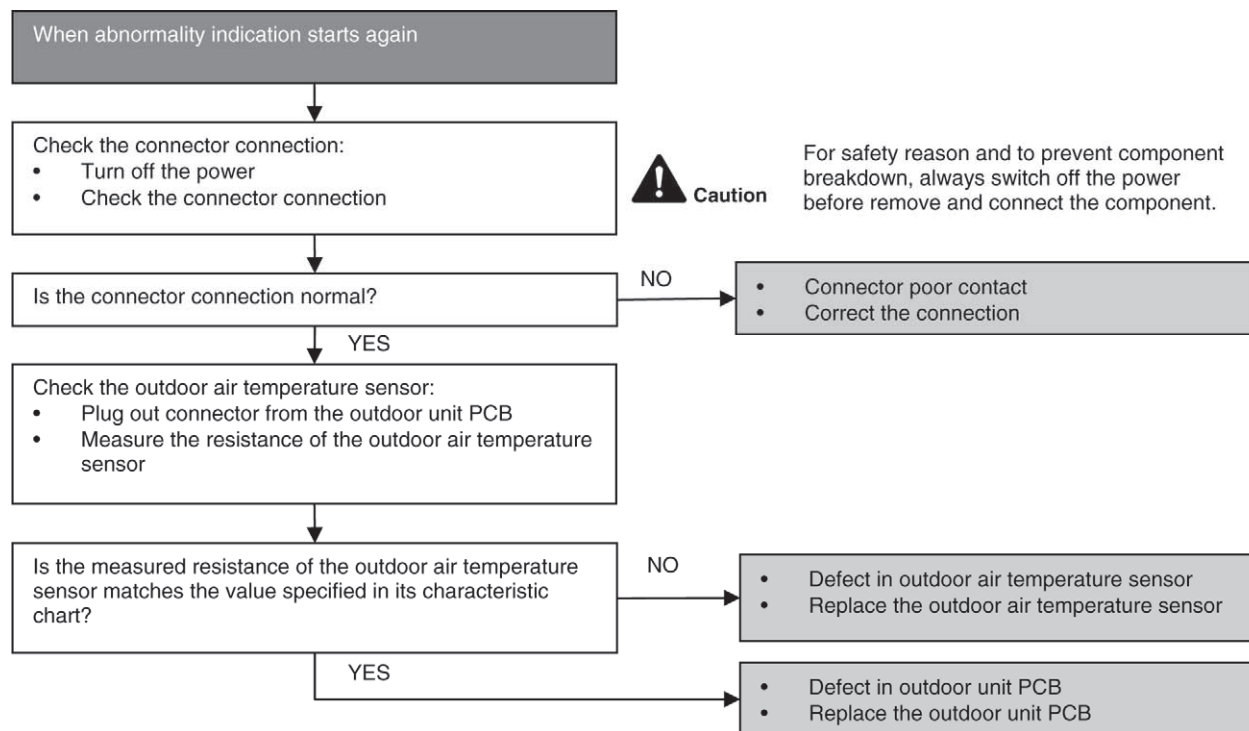 When abnormality indication starts again
Check the connector connection:
• Turn off the power
• Check the connector connection
Caution
For safety reason and to prevent component
breakdown, always switch off the power
before remove and connect the component.
Is the connector connection normal?
NO
• Connector poor contact
• Correct the connection
YES
Check the outdoor air temperature sensor:
• Plug out connector from the outdoor unit PCB
• Measure the resistance of the outdoor air temperature
sensor
Is the measured resistance of the outdoor air temperature
sensor matches the value specified in its characteristic
chart?
NO
• Defect in outdoor air temperature sensor
• Replace the outdoor air temperature sensor
YES
• Defect in outdoor unit PCB
• Replace the outdoor unit PCB